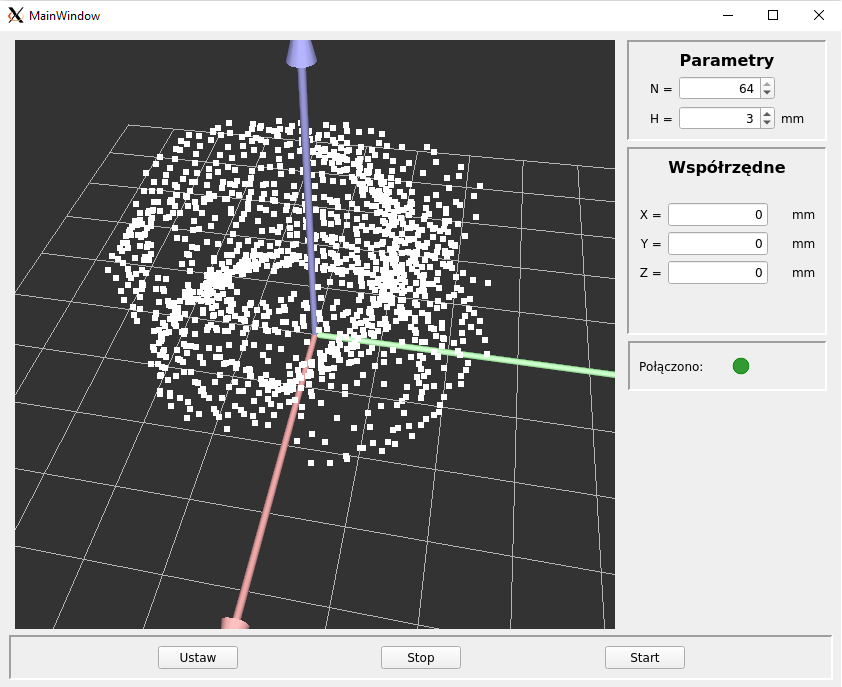 MainWindow
Parametry
N = 64
H = 3 mm
Współrzędne
X = 0 mm
Y = 0 mm
Z = 0 mm
Połączono:
Ustaw Stop Start